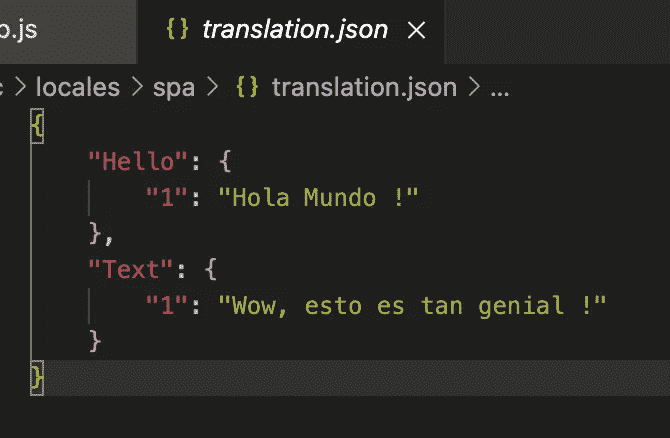 o.js {} translation.json ×
c > locales > spa > {} translation.json > ...
{
"Hello": {
"1": "Hola Mundo !"
},
"Text": {
"1": "Wow, esto es tan genial !"
}
}